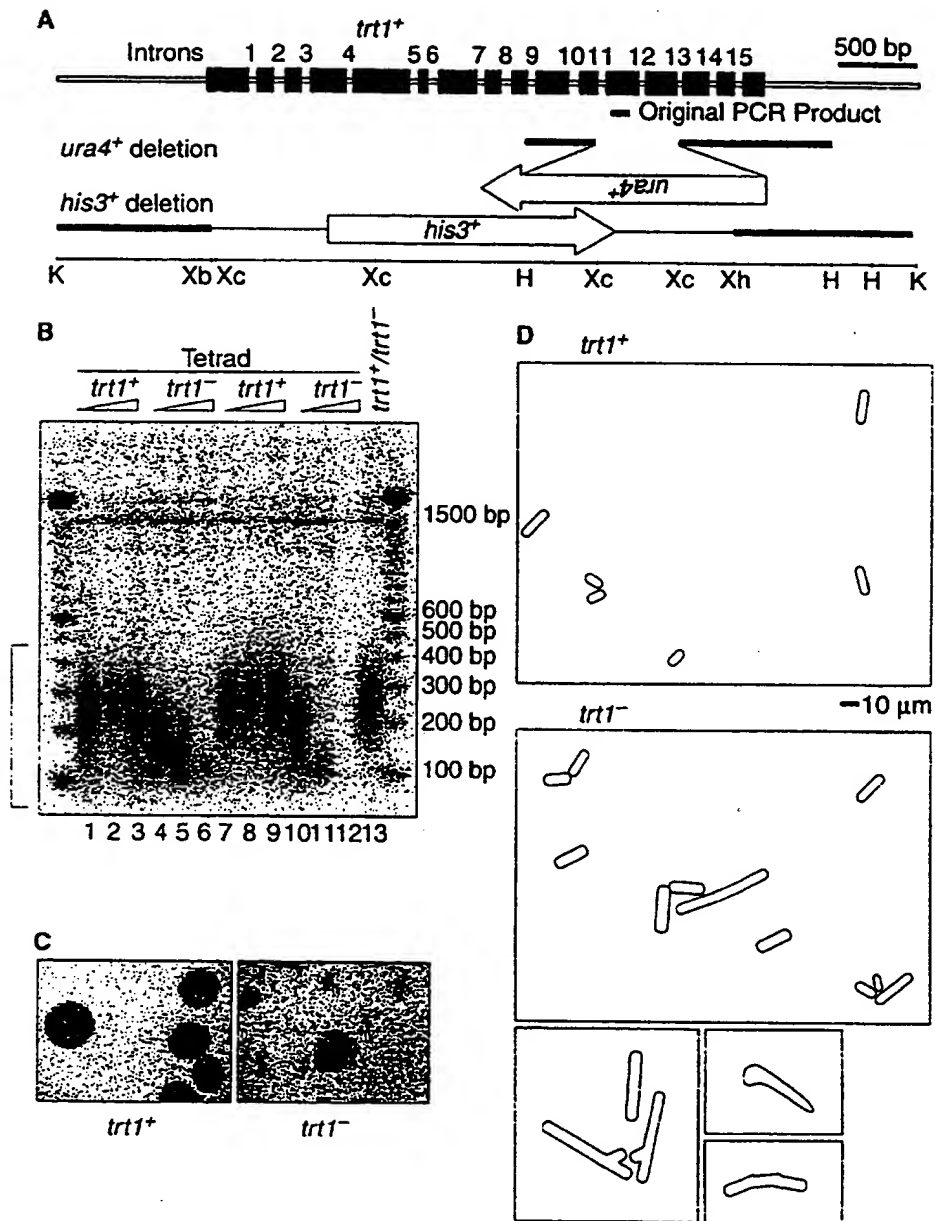 A
trt1+
Introns 1 2 3 4 5 6 7 8 9 10 11 12 13 14 15
500 bp
Original PCR Product
ura4+ deletion
ura4+
his3+ deletion
his3+
K Xb Xc Xc H Xc Xc Xh H H K
B
Tetrad
trt1+ trt1− trt1+ trt1−
trt1+/trt1−
1500 bp
600 bp
500 bp
400 bp
300 bp
200 bp
100 bp
1 2 3 4 5 6 7 8 9 10 11 12 13
C
trt1+ trt1−
D
trt1+
10 µm
trt1−